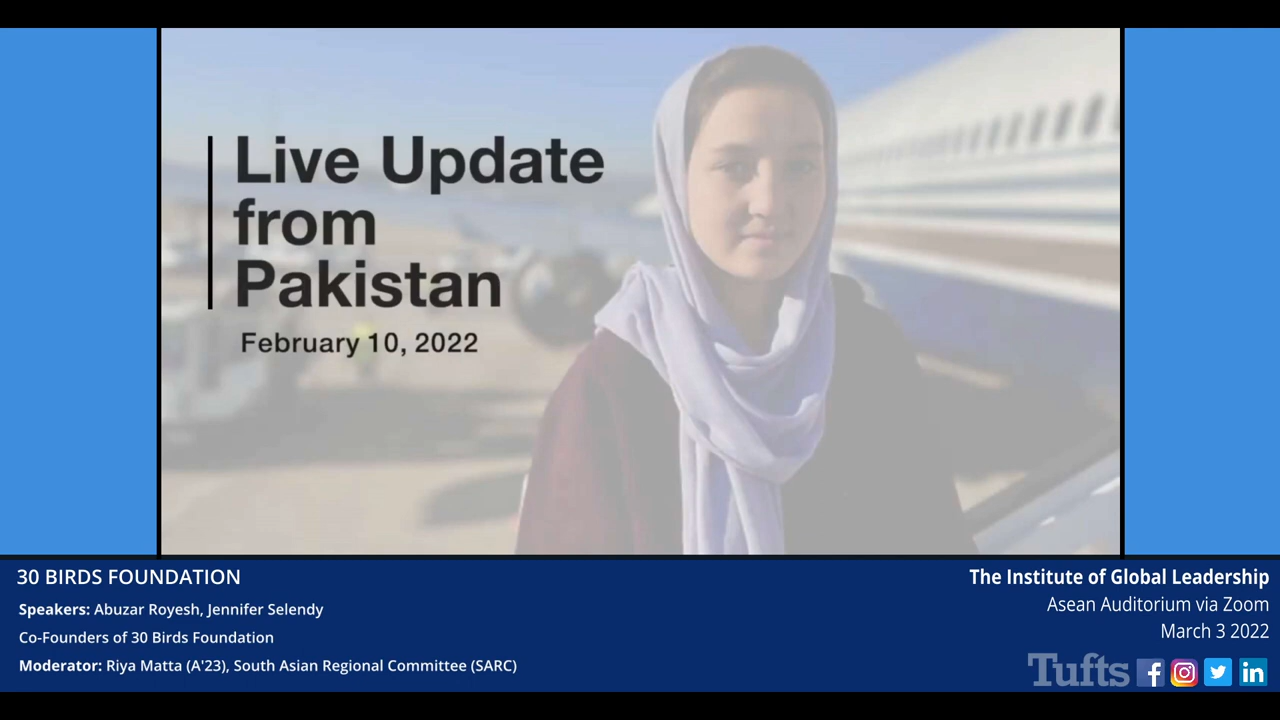 Live Update
from
Pakistan
February 10, 2022
30 BIRDS FOUNDATION
Speakers: Abuzar Royesh, Jennifer Selendy
Co-Founders of 30 Birds Foundation
Moderator: Riya Matta (A'23), South Asian Regional Committee (SARC)
The Institute of Global Leadership
Asean Auditorium via Zoom
March 3 2022
Tufts